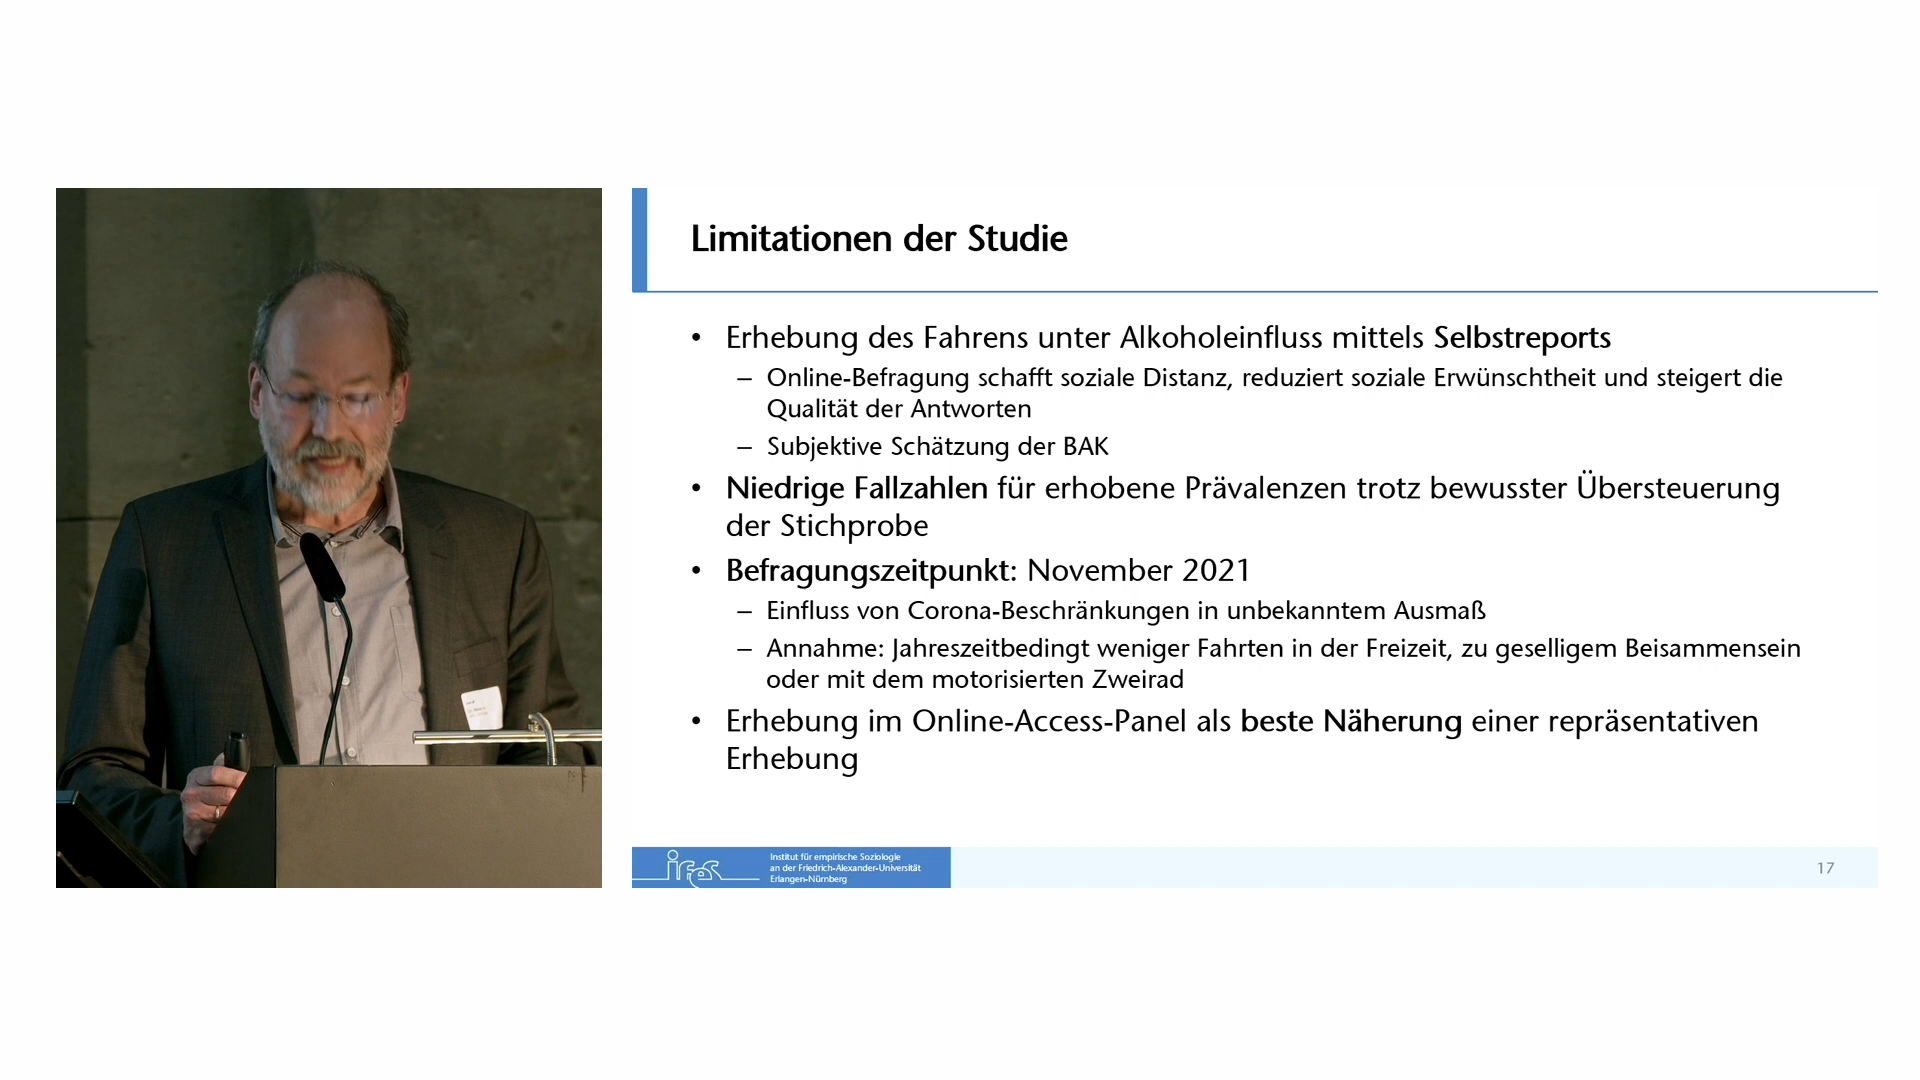 Limitationen der Studie
• Erhebung des Fahrens unter Alkoholeinfluss mittels Selbstreports
– Online-Befragung schafft soziale Distanz, reduziert soziale Erwünschtheit und steigert die
Qualität der Antworten
– Subjektive Schätzung der BAK
• Niedrige Fallzahlen für erhobene Prävalenzen trotz bewusster Übersteuerung
der Stichprobe
• Befragungszeitpunkt: November 2021
– Einfluss von Corona-Beschränkungen in unbekanntem Ausmaß
– Annahme: Jahreszeitbedingt weniger Fahrten in der Freizeit, zu geselligem Beisammensein
oder mit dem motorisierten Zweirad
• Erhebung im Online-Access-Panel als beste Näherung einer repräsentativen
Erhebung
ifes
Institut für empirische Soziologie
an der Friedrich-Alexander-Universität
Erlangen-Nürnberg
17